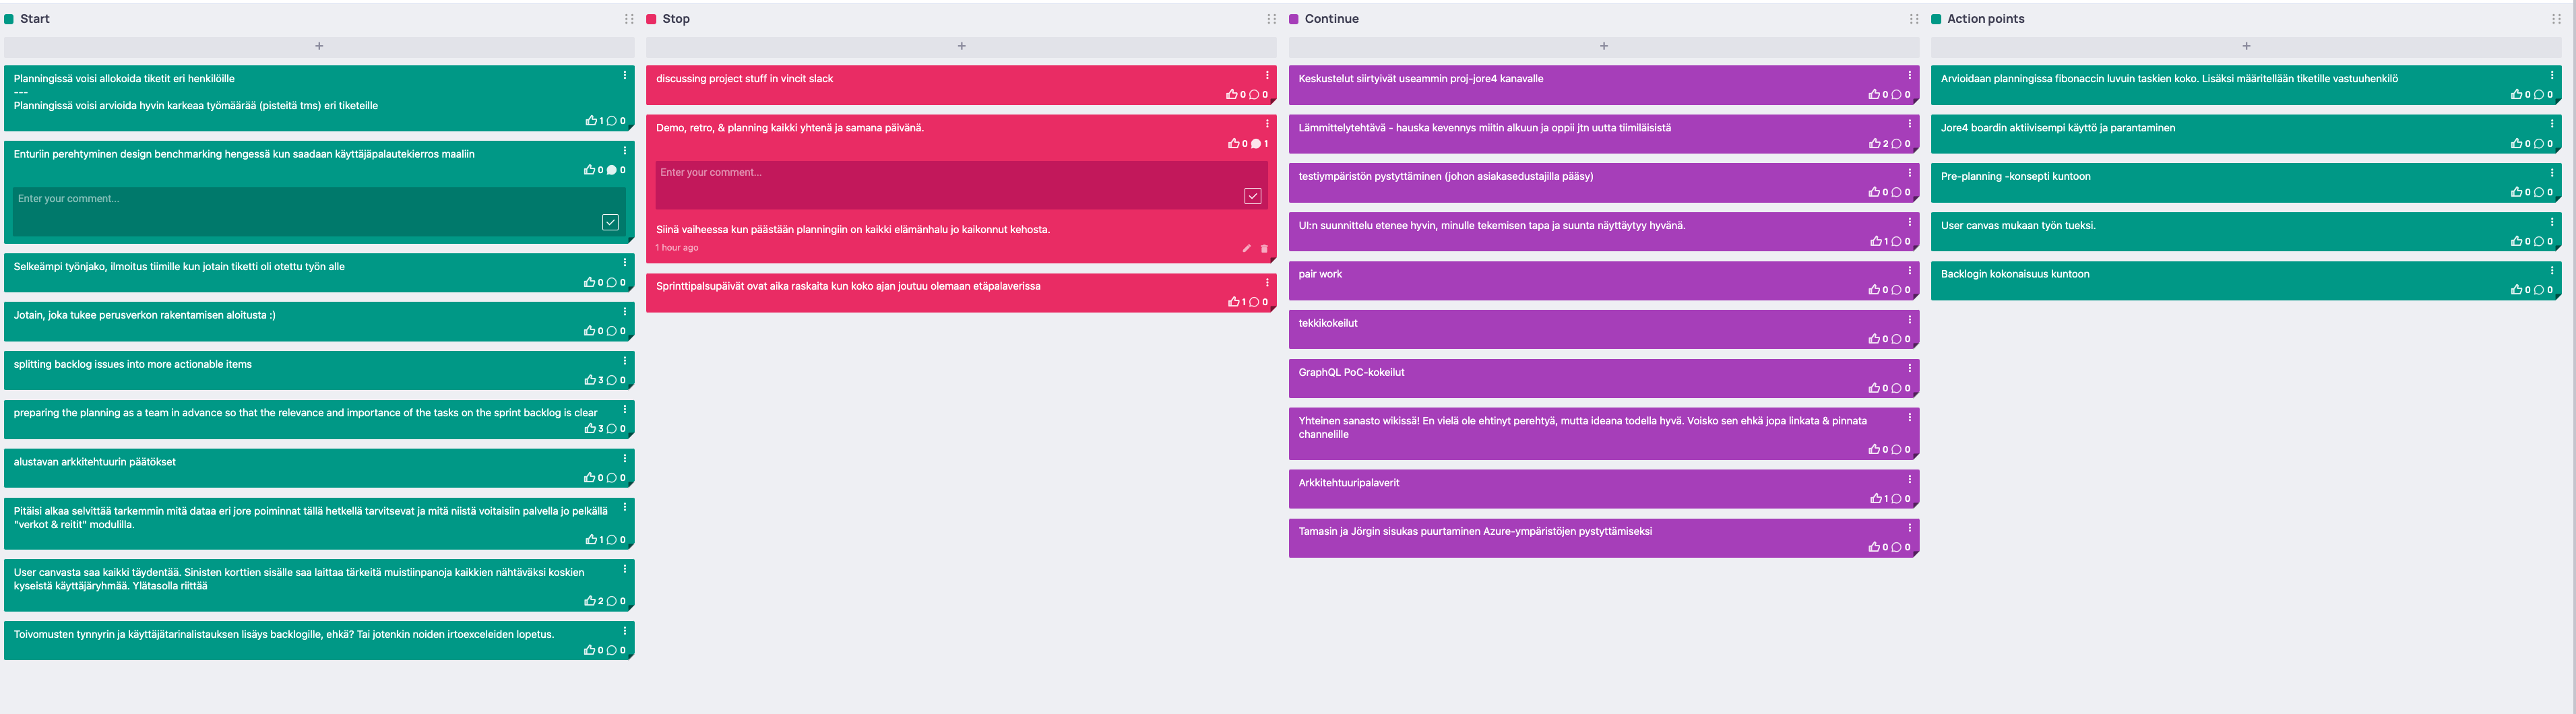 Start
+
Planningissä voisi allokoida tiketit eri henkilöille
---
Planningissä voisi arvioida hyvin karkeaa työmäärää (pisteitä tms) eri tiketeille
1 0
Enturiin perehtyminen design benchmarking hengessä kun saadaan käyttäjäpalautekierros maaliin
0 0
Enter your comment...
Selkeämpi työnjako, ilmoitus tiimille kun jotain tiketti oli otettu työn alle
0 0
Jotain, joka tukee perusverkon rakentamisen aloitusta :)
0 0
splitting backlog issues into more actionable items
3 0
preparing the planning as a team in advance so that the relevance and importance of the tasks on the sprint backlog is clear
3 0
alustavan arkkitehtuurin päätökset
0 0
Pitäisi alkaa selvittää tarkemmin mitä dataa eri jore poiminnat tällä hetkellä tarvitsevat ja mitä niistä voitaisiin palvella jo pelkällä
"verkot & reitit" modulilla.
1 0
User canvasta saa kaikki täydentää. Sinisten korttien sisälle saa laittaa tärkeitä muistiinpanoja kaikkien nähtäväksi koskien
kyseistä käyttäjäryhmää. Ylätasolla riittää
2 0
Toivomusten tynnyrin ja käyttäjätarinalistauksen lisäys backlogille, ehkä? Tai jotenkin noiden irtoexceleiden lopetus.
0 0
Stop
+
discussing project stuff in vincit slack
0 0
Demo, retro, & planning kaikki yhtenä ja samana päivänä.
0 1
Enter your comment...
Siinä vaiheessa kun päästään planningiin on kaikki elämänhalu jo kaikonnut kehosta.
1 hour ago
Sprinttipalsupäivät ovat aika raskaita kun koko ajan joutuu olemaan etäpalaverissa
1 0
Continue
+
Keskustelut siirtyivät useammin proj-jore4 kanavalle
0 0
Lämmittelytehtävä - hauska kevennys miitin alkuun ja oppii jtn uutta tiimiläisistä
2 0
testiympäristön pystyttäminen (johon asiakasedustajilla pääsy)
0 0
UI:n suunnittelu etenee hyvin, minulle tekemisen tapa ja suunta näyttäytyy hyvänä.
1 0
pair work
0 0
tekkikokeilut
0 0
GraphQL PoC-kokeilut
0 0
Yhteinen sanasto wikissä! En vielä ole ehtinyt perehtyä, mutta ideana todella hyvä. Voisko sen ehkä jopa linkata & pinnata
channelille
0 0
Arkkitehtuuripalaverit
1 0
Tamasin ja Jörgin sisukas puurtaminen Azure-ympäristöjen pystyttämiseksi
0 0
Action points
+
Arvioidaan planningissa fibonaccin luvuin taskien koko. Lisäksi määritellään tiketille vastuuhenkilö
0 0
Jore4 boardin aktiivisempi käyttö ja parantaminen
0 0
Pre-planning -konsepti kuntoon
0 0
User canvas mukaan työn tueksi.
0 0
Backlogin kokonaisuus kuntoon
0 0